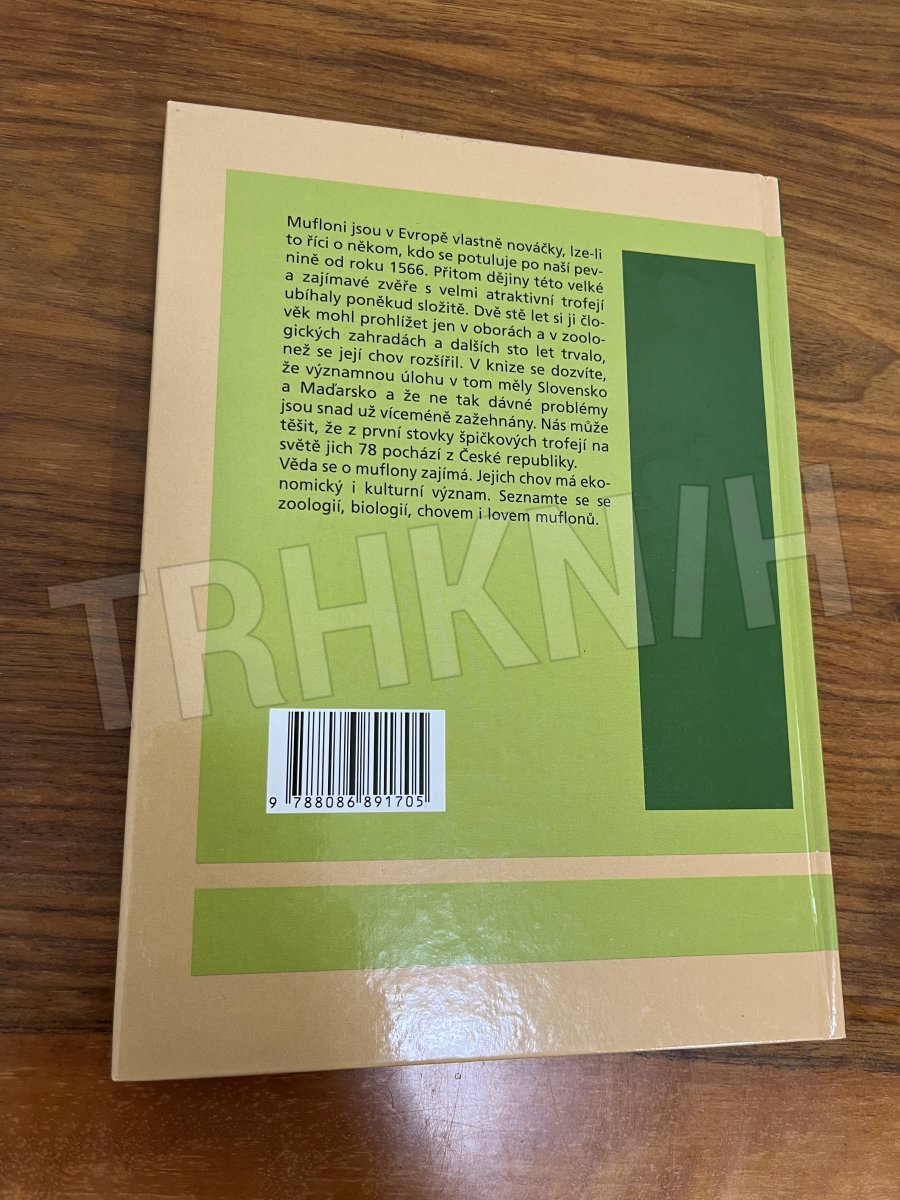 Mufloni jsou v Evropě vlastně nováčky, lze-li
to říci o někom, kdo se potuluje po naší pev-
nině od roku 1566. Přitom dějiny této velké
a zajímavé zvěře s velmi atraktivní trofejí
ubíhaly poněkud složitě. Dvě stě let si ji člo-
věk mohl prohlížet jen v oborách a v zoolo-
gických zahradách a dalších sto let trvalo,
než se její chov rozšířil. V knize se dozvíte,
že významnou úlohu v tom měly Slovensko
a Maďarsko a že ne tak dávné problémy
jsou snad už víceméně zažehnány. Nás může
těšit, že z první stovky špičkových trofejí na
světě jich 78 pochází z České republiky.
Věda se o muflony zajímá. Jejich chov má eko-
nomický i kulturní význam. Seznamte se se
zoologií, biologií, chovem i lovem muflonů.
TRHKNIH
9 788086 891705